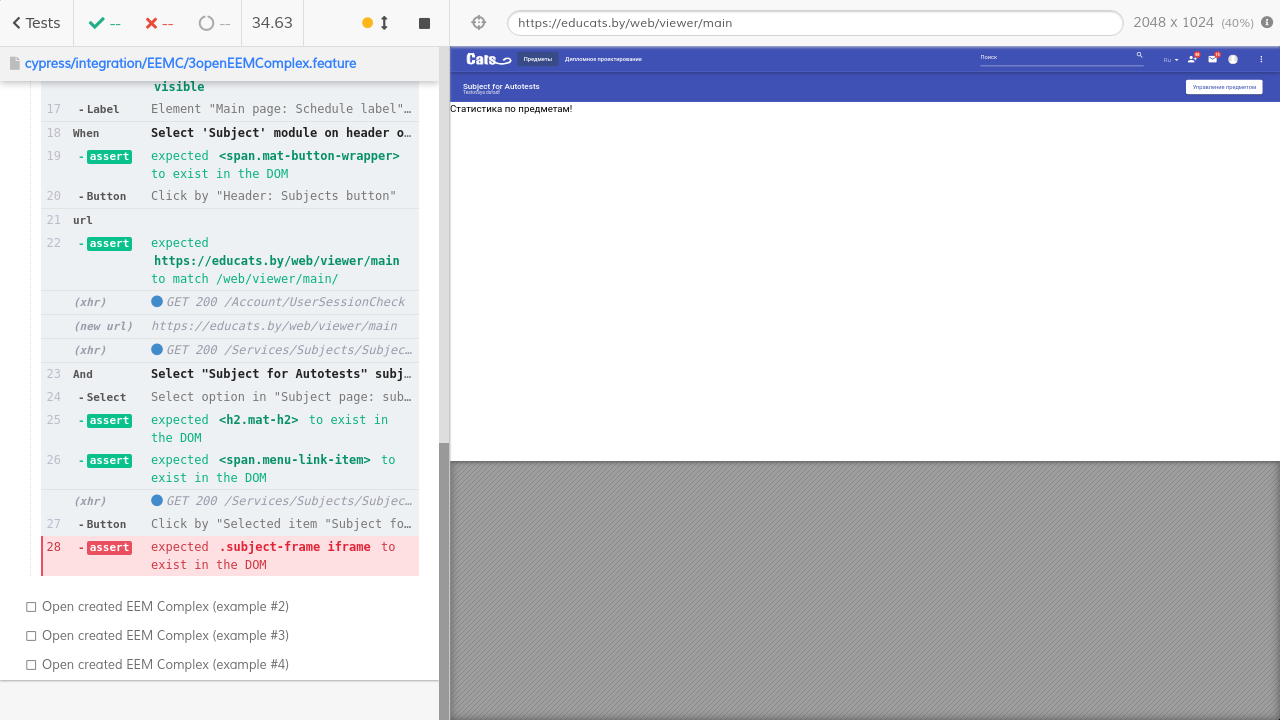 Tests
--
--
--
34.63
https://educats.by/web/viewer/main
2048 x 1024 (40%)
cypress/integration/EEMC/3openEEMComplex.feature
visible
17 - Label Element "Main page: Schedule label"…
18 When Select 'Subject' module on header o…
19 - assert expected <span.mat-button-wrapper>
to exist in the DOM
20 - Button Click by "Header: Subjects button"
21 url
22 - assert expected
https://educats.by/web/viewer/main
to match /web/viewer/main/
(xhr) GET 200 /Account/UserSessionCheck
(new url) https://educats.by/web/viewer/main
(xhr) GET 200 /Services/Subjects/Subjec…
23 And Select "Subject for Autotests" subj…
24 - Select Select option in "Subject page: sub…
25 - assert expected <h2.mat-h2> to exist in
the DOM
26 - assert expected <span.menu-link-item> to
exist in the DOM
(xhr) GET 200 /Services/Subjects/Subjec…
27 - Button Click by "Selected item "Subject fo…
28 - assert expected .subject-frame iframe to
exist in the DOM
Open created EEM Complex (example #2)
Open created EEM Complex (example #3)
Open created EEM Complex (example #4)
Cats
Предметы Дипломное проектирование
Поиск
Ru
Subject for Autotests
Управление предметом
Статистика по предметам!